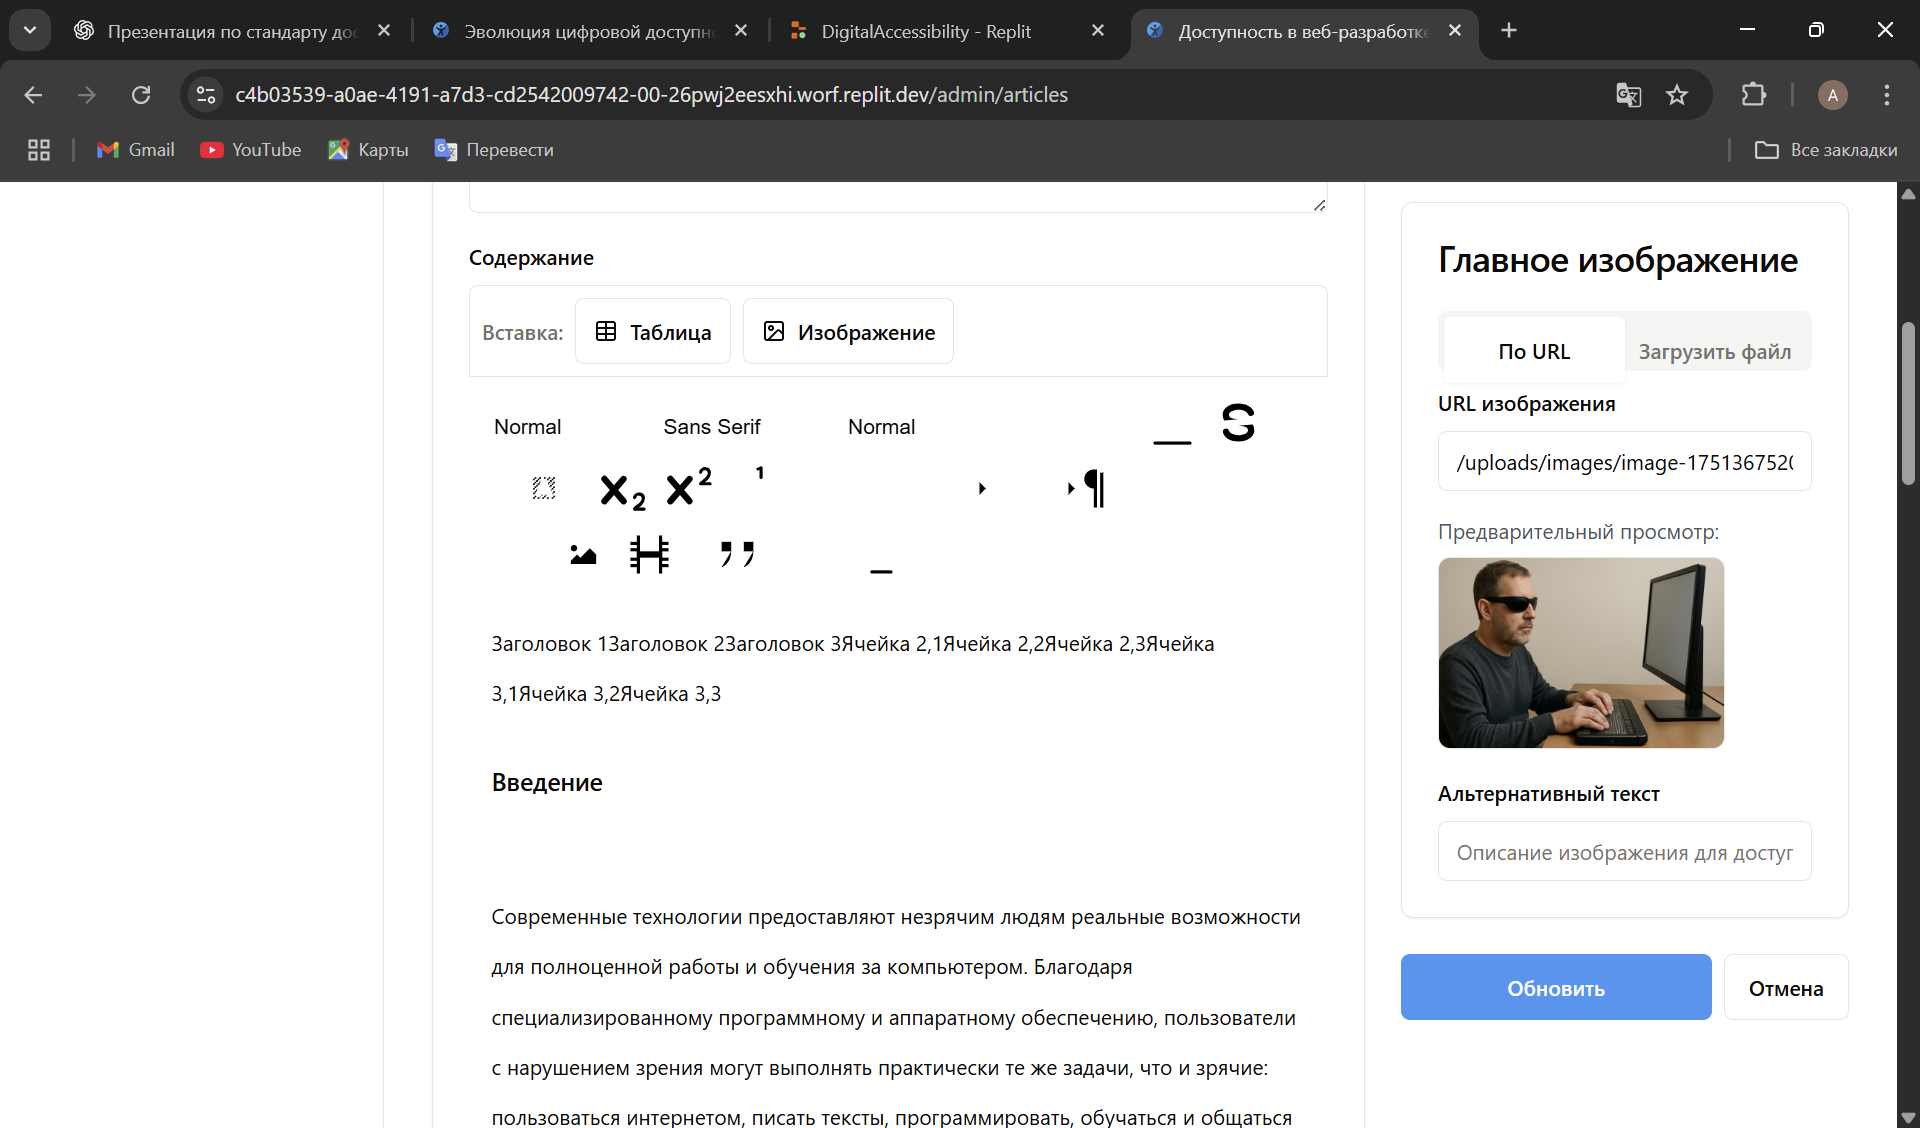 Презентация по стандарту дос
Эволюция цифровой доступн
DigitalAccessibility - Replit
Доступность в веб-разработке
c4b03539-a0ae-4191-a7d3-cd2542009742-00-26pwj2eesxhi.worf.replit.dev/admin/articles
A
Gmail
YouTube
Карты
Перевести
Все закладки
Содержание
Вставка:
Таблица
Изображение
Normal
Sans Serif
Normal
S
x₂ x² ¹
¶
Заголовок 1Заголовок 2Заголовок 3Ячейка 2,1Ячейка 2,2Ячейка 2,3Ячейка
3,1Ячейка 3,2Ячейка 3,3
Введение
Современные технологии предоставляют незрячим людям реальные возможности
для полноценной работы и обучения за компьютером. Благодаря
специализированному программному и аппаратному обеспечению, пользователи
с нарушением зрения могут выполнять практически те же задачи, что и зрячие:
пользоваться интернетом, писать тексты, программировать, обучаться и общаться
Главное изображение
По URL
Загрузить файл
URL изображения
/uploads/images/image-175136752(
Предварительный просмотр:
Альтернативный текст
Описание изображения для доступ
Обновить
Отмена